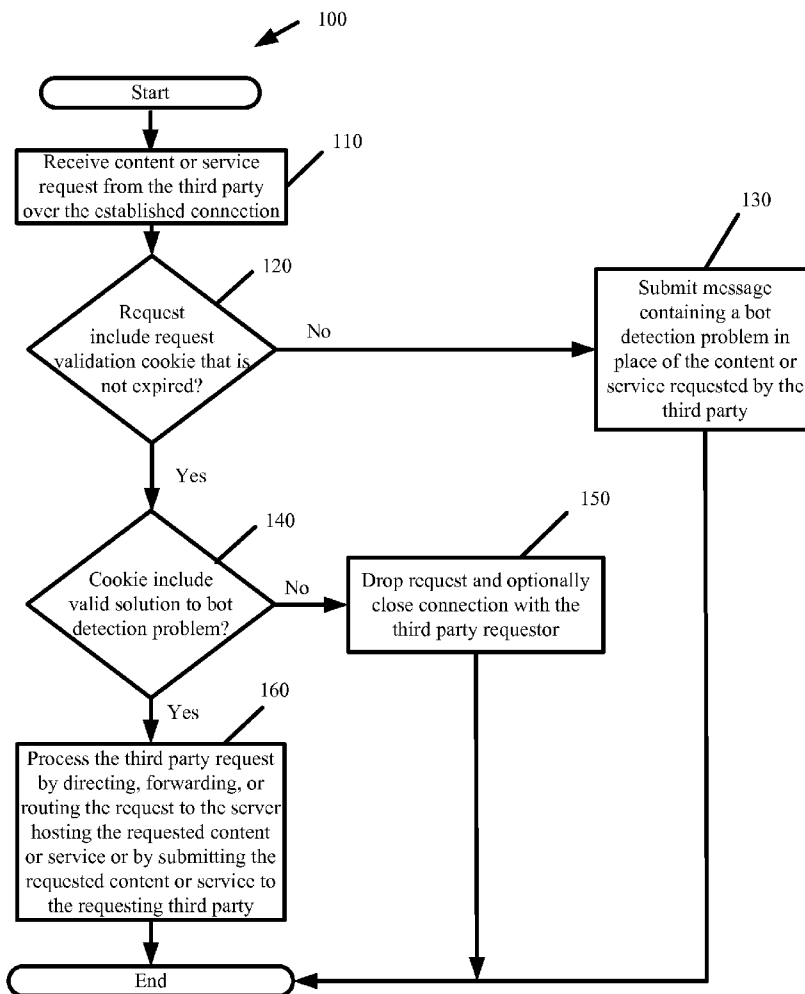 100
Start
110
Receive content or service
request from the third party
over the established connection
120
Request
include request
validation cookie that is
not expired?
No
130
Submit message
containing a bot
detection problem in
place of the content or
service requested by the
third party
Yes
140
Cookie include
valid solution to bot
detection problem?
No
150
Drop request and optionally
close connection with the
third party requestor
Yes
160
Process the third party request
by directing, forwarding, or
routing the request to the server
hosting the requested content
or service or by submitting the
requested content or service to
the requesting third party
End